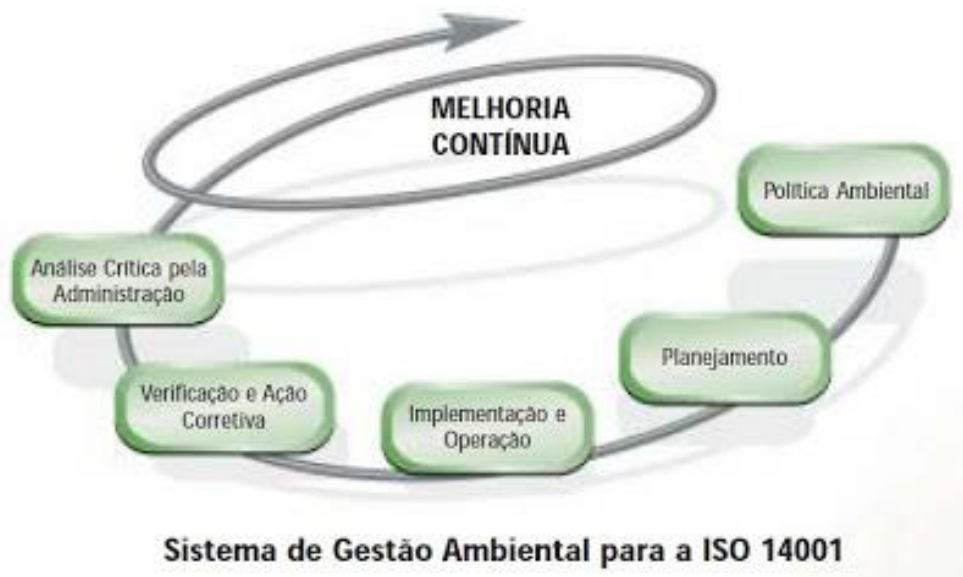 MELHORIA
CONTÍNUA
Política Ambiental
Análise Crítica pela
Administração
Planejamento
Verificação e Ação
Corretiva
Implementação e
Operação
Sistema de Gestão Ambiental para a ISO 14001